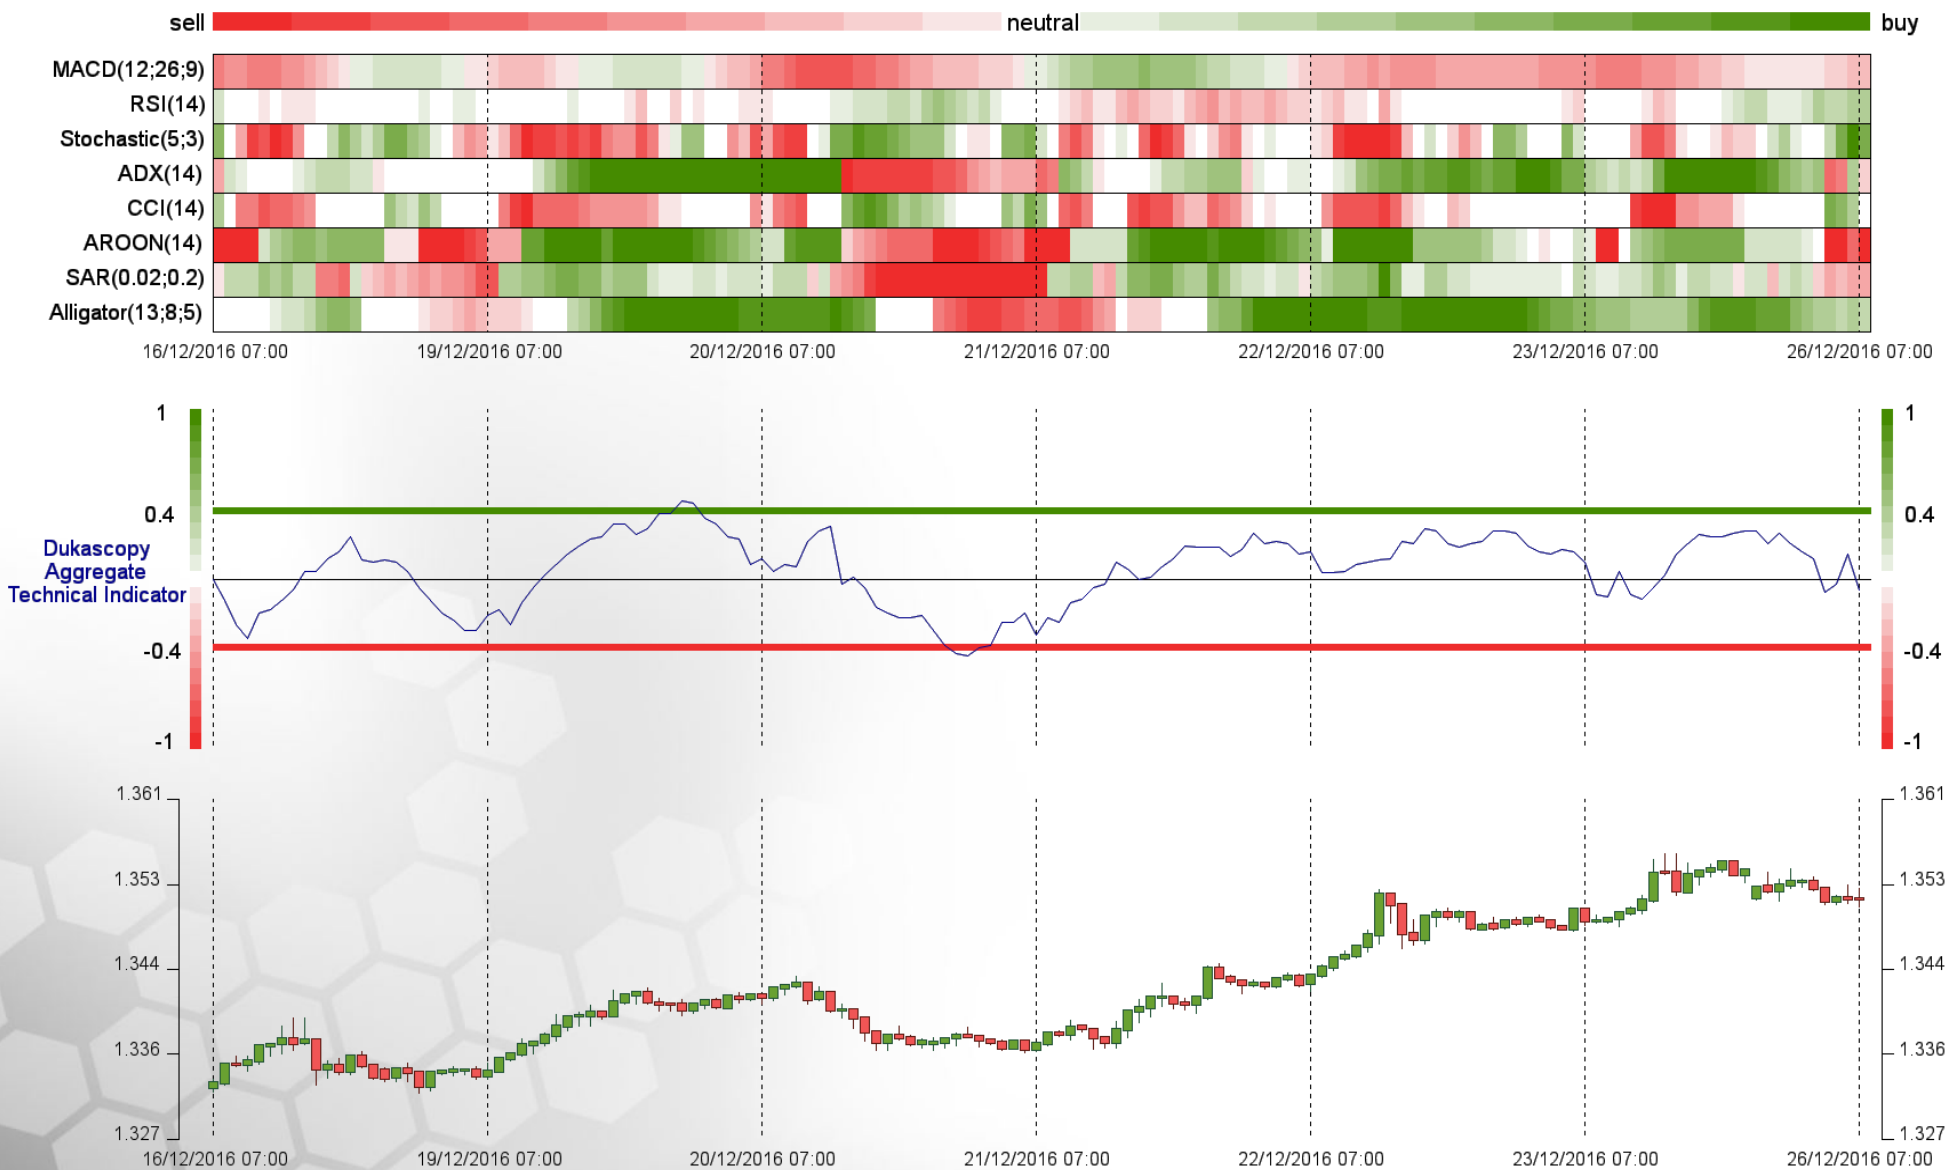 sell neutral buy
MACD(12;26;9)
RSI(14)
Stochastic(5;3)
ADX(14)
CCI(14)
AROON(14)
SAR(0.02;0.2)
Alligator(13;8;5)
16/12/2016 07:00 19/12/2016 07:00 20/12/2016 07:00 21/12/2016 07:00 22/12/2016 07:00 23/12/2016 07:00 26/12/2016 07:00
1 1
0.4 0.4
Dukascopy
Aggregate
Technical Indicator
-0.4 -0.4
-1 -1
1.361 1.361
1.353 1.353
1.344 1.344
1.336 1.336
1.327 1.327
16/12/2016 07:00 19/12/2016 07:00 20/12/2016 07:00 21/12/2016 07:00 22/12/2016 07:00 23/12/2016 07:00 26/12/2016 07:00